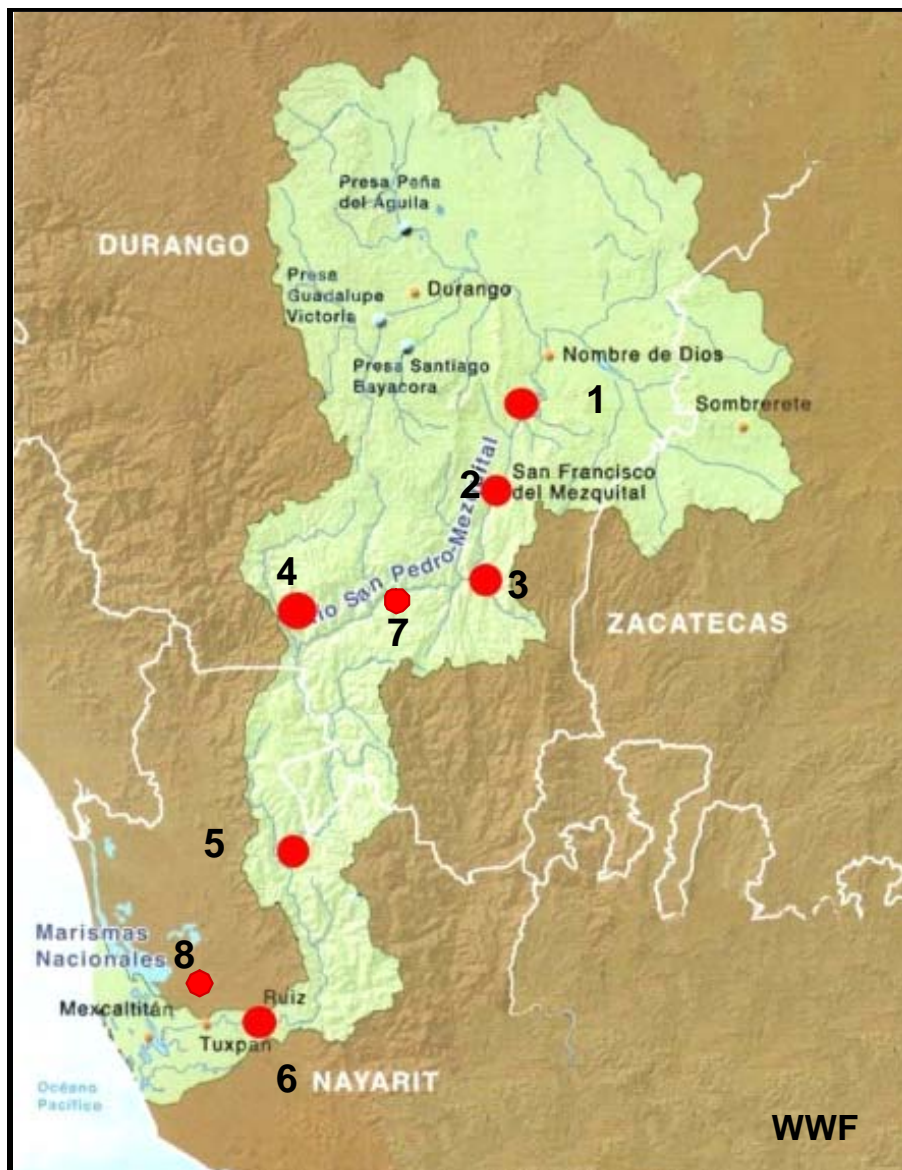 Presa Peña
del Águila
DURANGO
Presa
Guadalupe
Victoria
Durango
Presa Santiago
Bayacora
Nombre de Dios
1
Sombrerete
2
San Francisco
del Mezquital
Río San Pedro-Mezquital
4
3
7
ZACATECAS
5
Marismas
Nacionales
8
Mexcaltitán
Ruiz
Tuxpan
6
NAYARIT
Océano
Pacífico
WWF